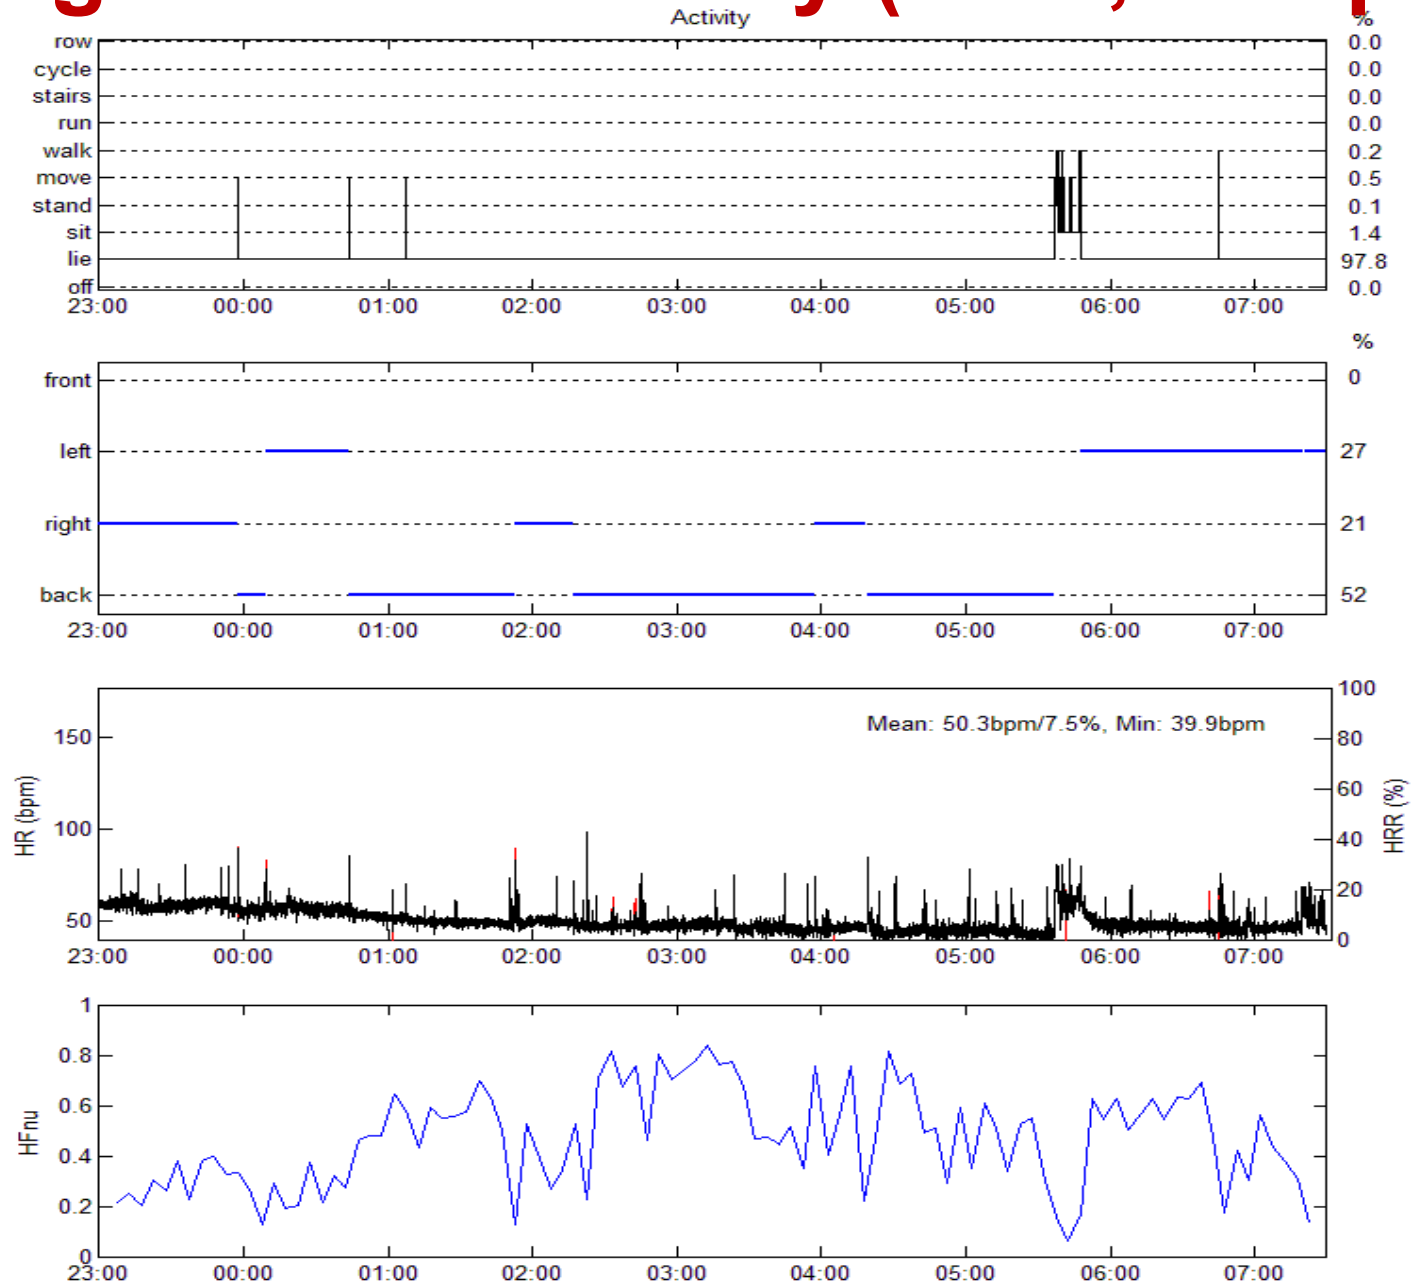 Activity
%
row 0.0
cycle 0.0
stairs 0.0
run 0.0
walk 0.2
move 0.5
stand 0.1
sit 1.4
lie 97.8
off 0.0
23:00 00:00 01:00 02:00 03:00 04:00 05:00 06:00 07:00
%
front 0
left 27
right 21
back 52
23:00 00:00 01:00 02:00 03:00 04:00 05:00 06:00 07:00
100
Mean: 50.3bpm/7.5%, Min: 39.9bpm
150 80
60
100 40
20
50
0
HR (bpm)
HRR (%)
23:00 00:00 01:00 02:00 03:00 04:00 05:00 06:00 07:00
1
0.8
0.6
0.4
0.2
0
HFnu
23:00 00:00 01:00 02:00 03:00 04:00 05:00 06:00 07:00